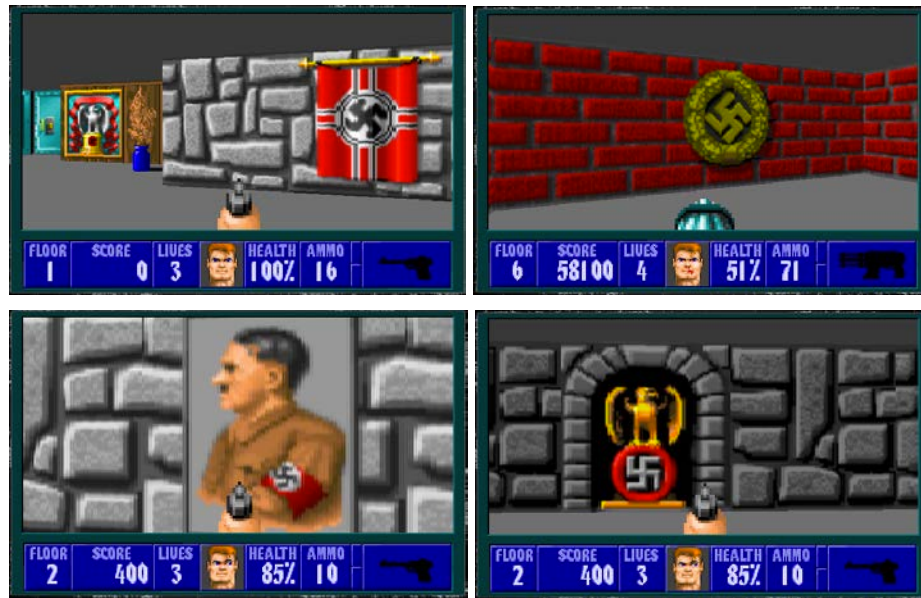 FLOOR SCORE LIVES HEALTH AMMO
1 0 3 100% 16
FLOOR SCORE LIVES HEALTH AMMO
6 58100 4 51% 71
FLOOR SCORE LIVES HEALTH AMMO
2 400 3 85% 10
FLOOR SCORE LIVES HEALTH AMMO
2 400 3 85% 10